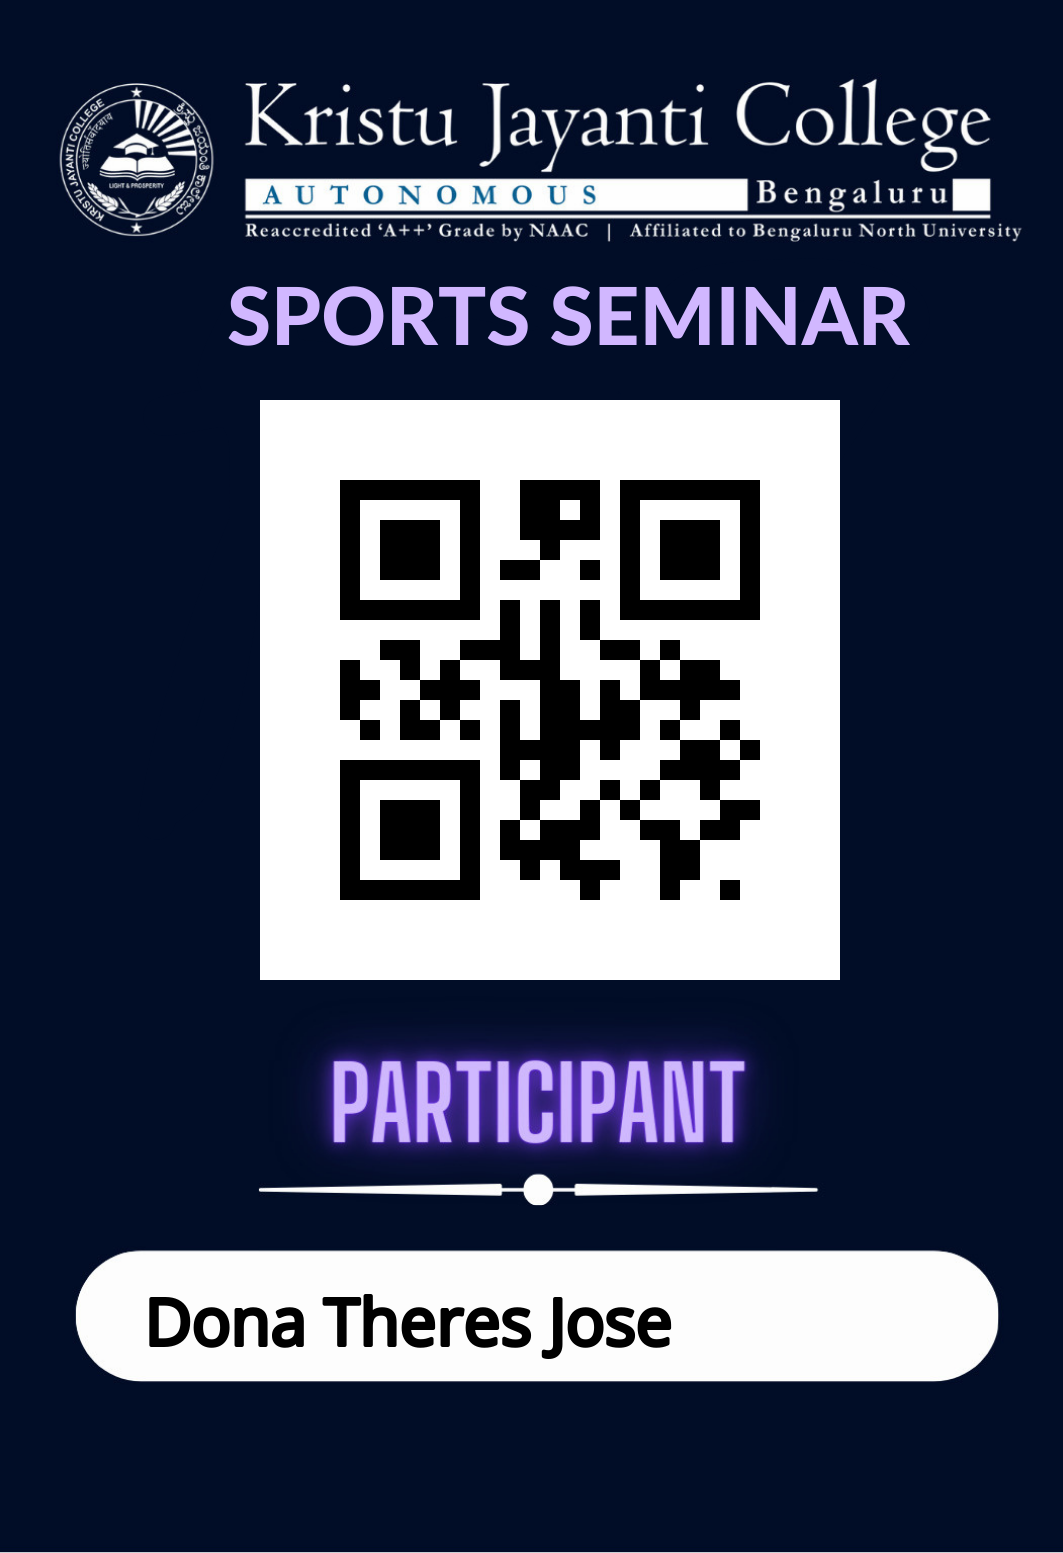 KRISTU JAYANTI COLLEGE
LIGHT & PROSPERITY
Kristu Jayanti College
AUTONOMOUS Bengaluru
Reaccredited ‘A++’ Grade by NAAC | Affiliated to Bengaluru North University
SPORTS SEMINAR
PARTICIPANT
Dona Theres Jose